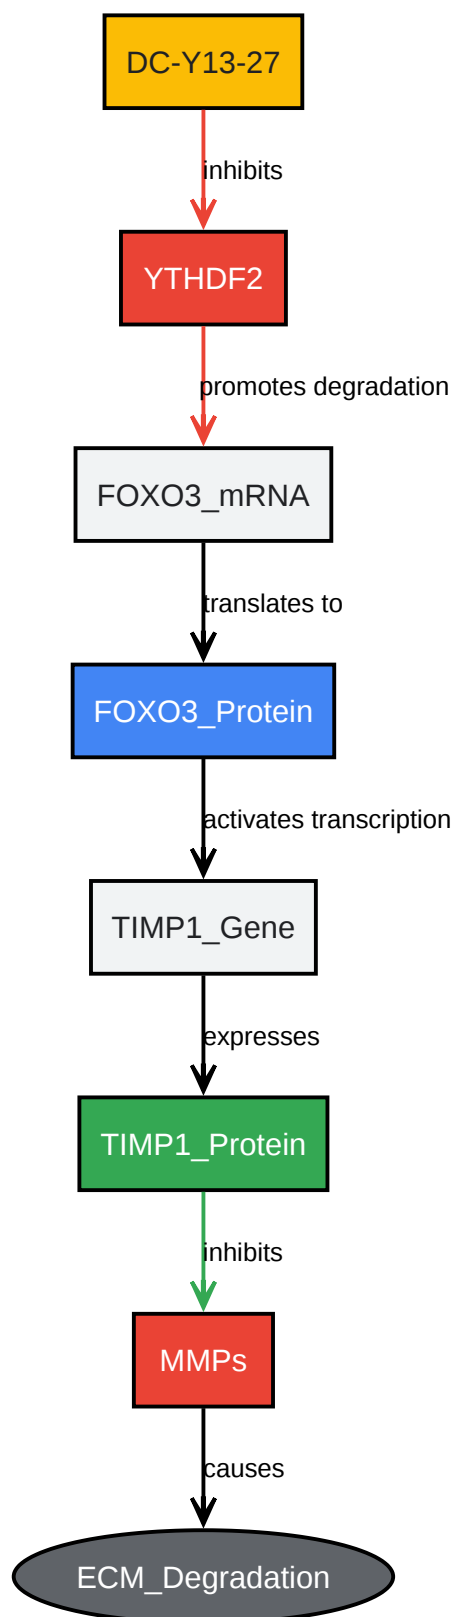 DC-Y13-27
inhibits
YTHDF2
promotes degradation
FOXO3_mRNA
translates to
FOXO3_Protein
activates transcription
TIMP1_Gene
expresses
TIMP1_Protein
inhibits
MMPs
causes
ECM_Degradation